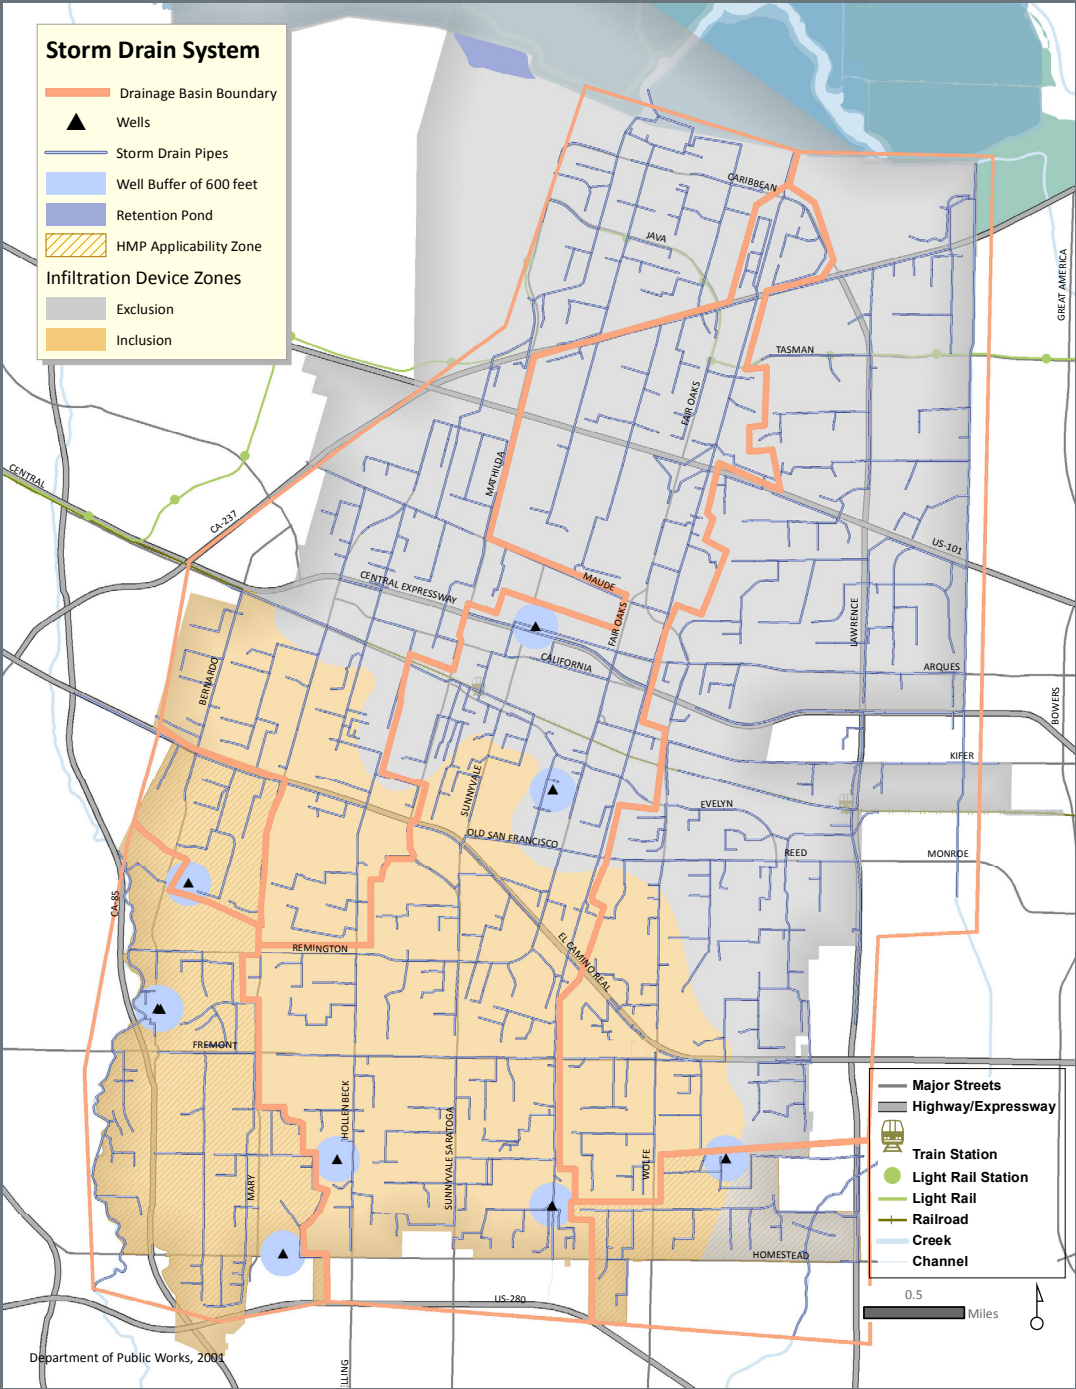 Storm Drain System
Drainage Basin Boundary
Wells
Storm Drain Pipes
Well Buffer of 600 feet
Retention Pond
HMP Applicability Zone
Infiltration Device Zones
Exclusion
Inclusion
CARIBBEAN
JAVA
GREAT AMERICA
TASMAN
FAIR OAKS
MATHILDA
CENTRAL
CA-237
US-101
CENTRAL EXPRESSWAY
MAUDE
FAIR OAKS
LAWRENCE
CALIFORNIA
ARQUES
BERNARDO
BOWERS
KIFER
SUNNYVALE
EVELYN
OLD SAN FRANCISCO
REED
MONROE
CA-85
REMINGTON
EL CAMINO REAL
FREMONT
HOLLENBECK
SUNNYVALE SARATOGA
WOLFE
MARY
HOMESTEAD
US-280
ELLING
Major Streets
Highway/Expressway
Train Station
Light Rail Station
Light Rail
Railroad
Creek
Channel
0.5
Miles
Department of Public Works, 2001